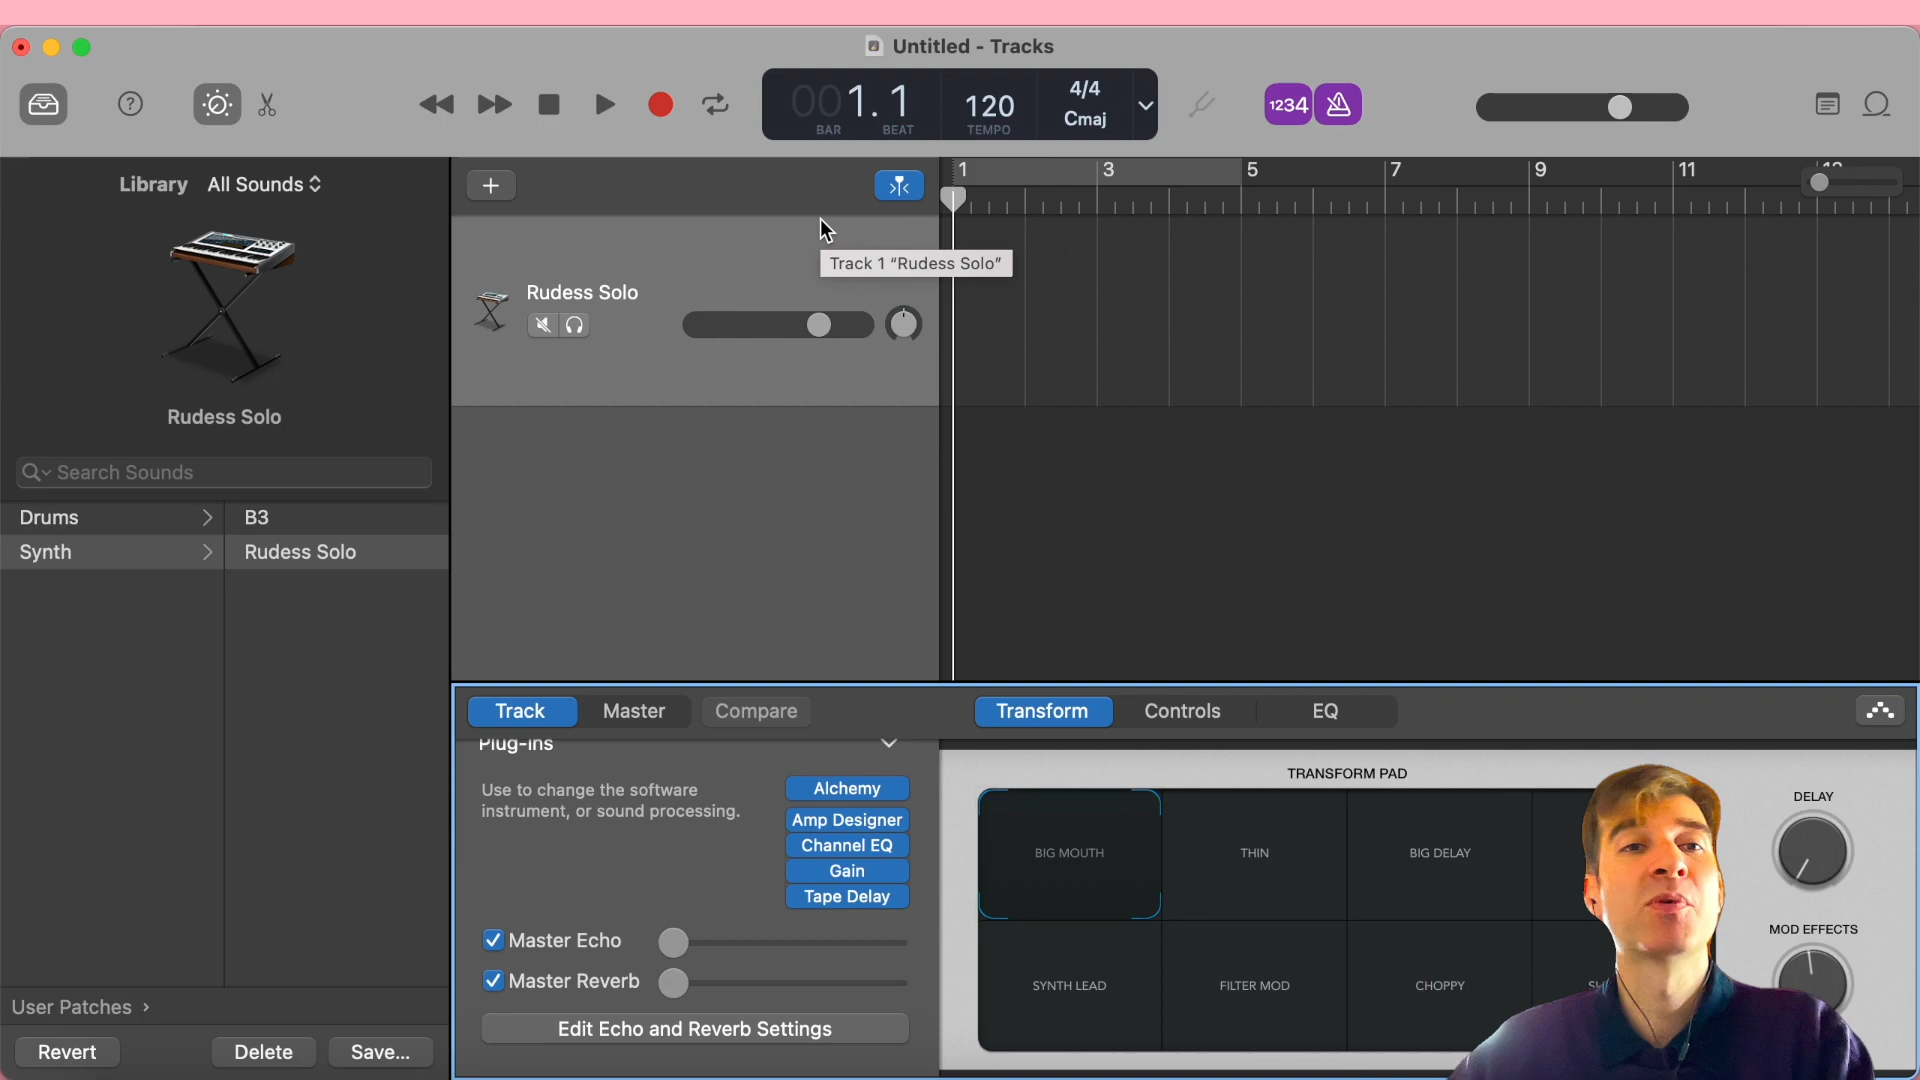 Untitled - Tracks
001. 1
BAR
BEAT
120
TEMPO
4/4
Cmaj
1234
Library
All Sounds
1
3
5
7
9
11
Track 1 “Rudess Solo”
Rudess Solo
Rudess Solo
Search Sounds
Drums
B3
Synth
Rudess Solo
Track
Master
Compare
Transform
Controls
EQ
Plug-ins
Use to change the software
instrument, or sound processing.
Alchemy
Amp Designer
Channel EQ
Gain
Tape Delay
Master Echo
Master Reverb
Edit Echo and Reverb Settings
TRANSFORM PAD
BIG MOUTH
THIN
BIG DELAY
SYNTH LEAD
FILTER MOD
CHOPPY
DELAY
MOD EFFECTS
User Patches
Revert
Delete
Save...